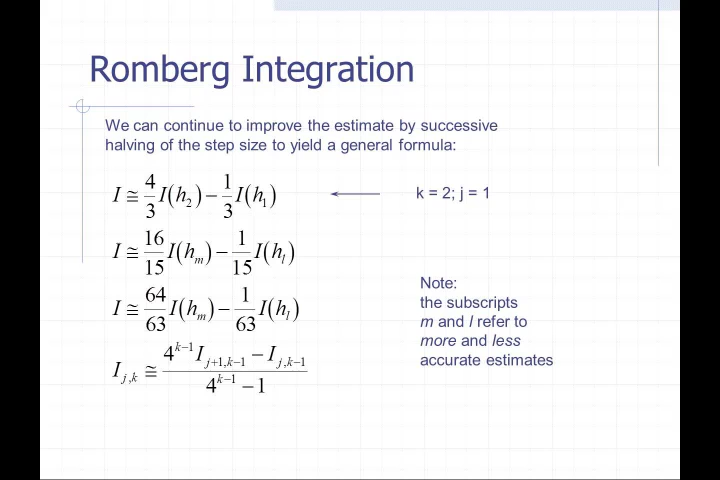 Romberg Integration
We can continue to improve the estimate by successive
halving of the step size to yield a general formula:
I ≅ 4/3 I(h₂) − 1/3 I(h₁)
k = 2; j = 1
I ≅ 16/15 I(hₘ) − 1/15 I(hₗ)
I ≅ 64/63 I(hₘ) − 1/63 I(hₗ)
I_{j,k} ≅ (4^{k−1} I_{j+1,k−1} − I_{j,k−1}) / (4^{k−1} − 1)
Note:
the subscripts
m and l refer to
more and less
accurate estimates